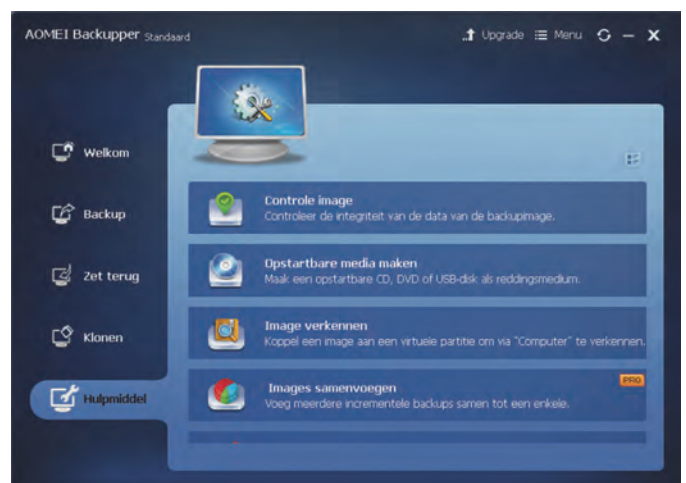 AOMEI Backupper Standaard
Upgrade Menu
Welkom
Backup
Zet terug
Klonen
Hulpmiddel
Controle image
Controleer de integriteit van de data van de backupimage.
Opstartbare media maken
Maak een opstartbare CD, DVD of USB-disk als reddingsmedium.
Image verkennen
Koppel een image aan een virtuele partitie om via "Computer" te verkennen.
Images samenvoegen
PRO
Voeg meerdere incrementele backups samen tot een enkele.